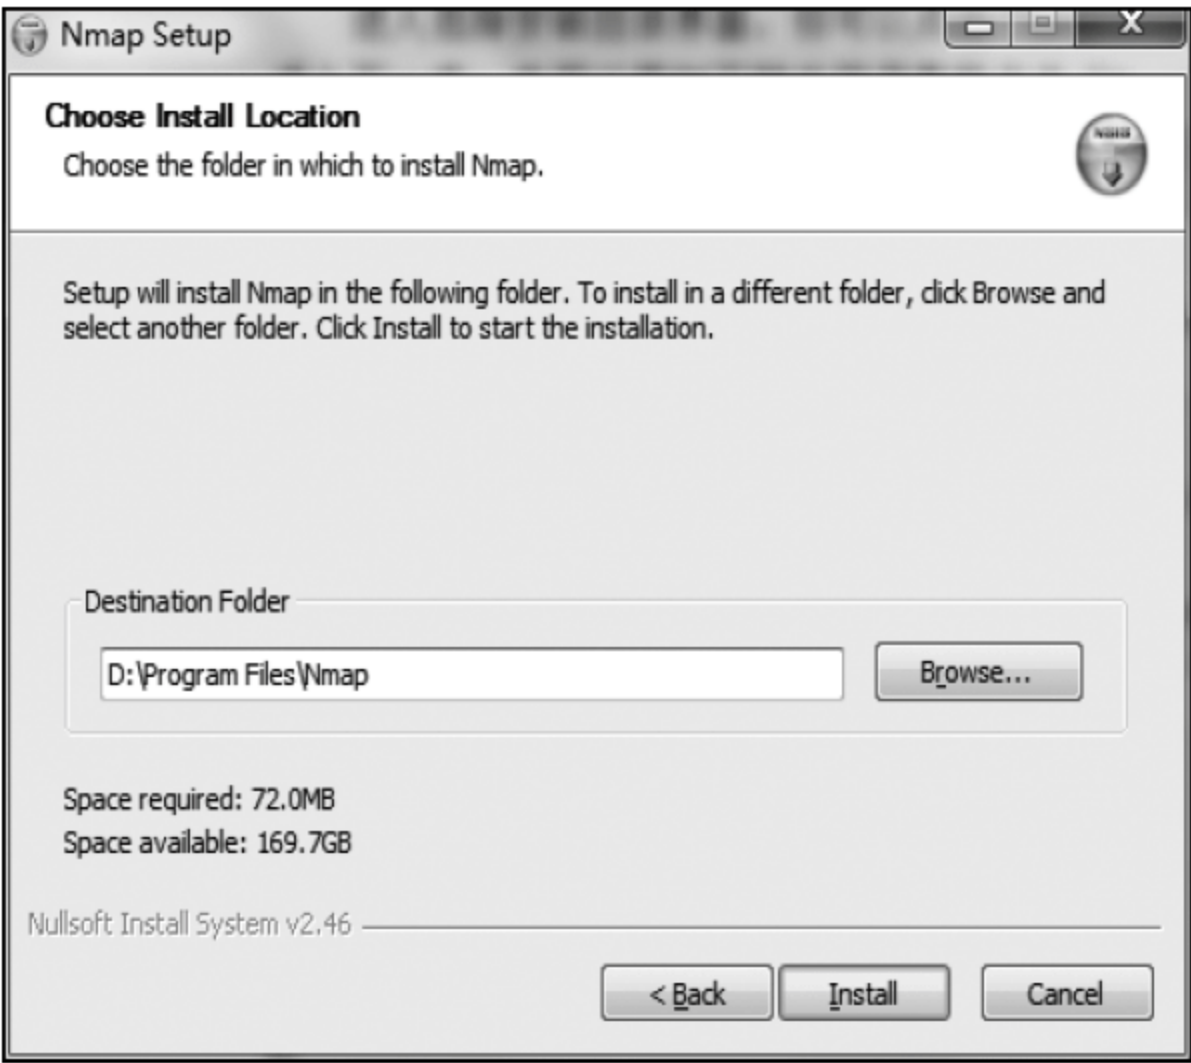 Nmap Setup
Choose Install Location
Choose the folder in which to install Nmap.
Setup will install Nmap in the following folder. To install in a different folder, click Browse and
select another folder. Click Install to start the installation.
Destination Folder
D:\Program Files\Nmap
Browse...
Space required: 72.0MB
Space available: 169.7GB
Nullsoft Install System v2.46
< Back
Install
Cancel